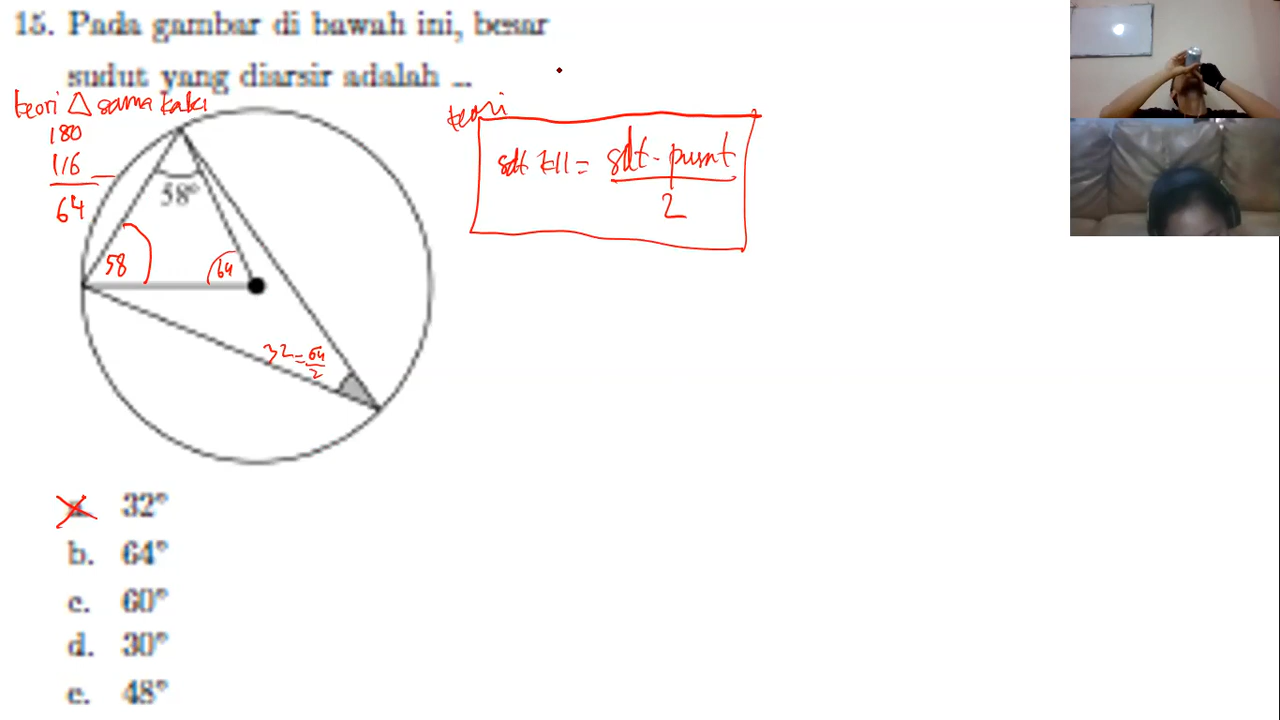 15. Pada gambar di bawah ini, besar
sudut yang diarsir adalah ...
teori △ sama kaki
180
116 —
64
58°
58
64
32 = 64/2
teori
sdt kll = sdt. pusat
2
a. 32°
b. 64°
c. 60°
d. 30°
e. 48°